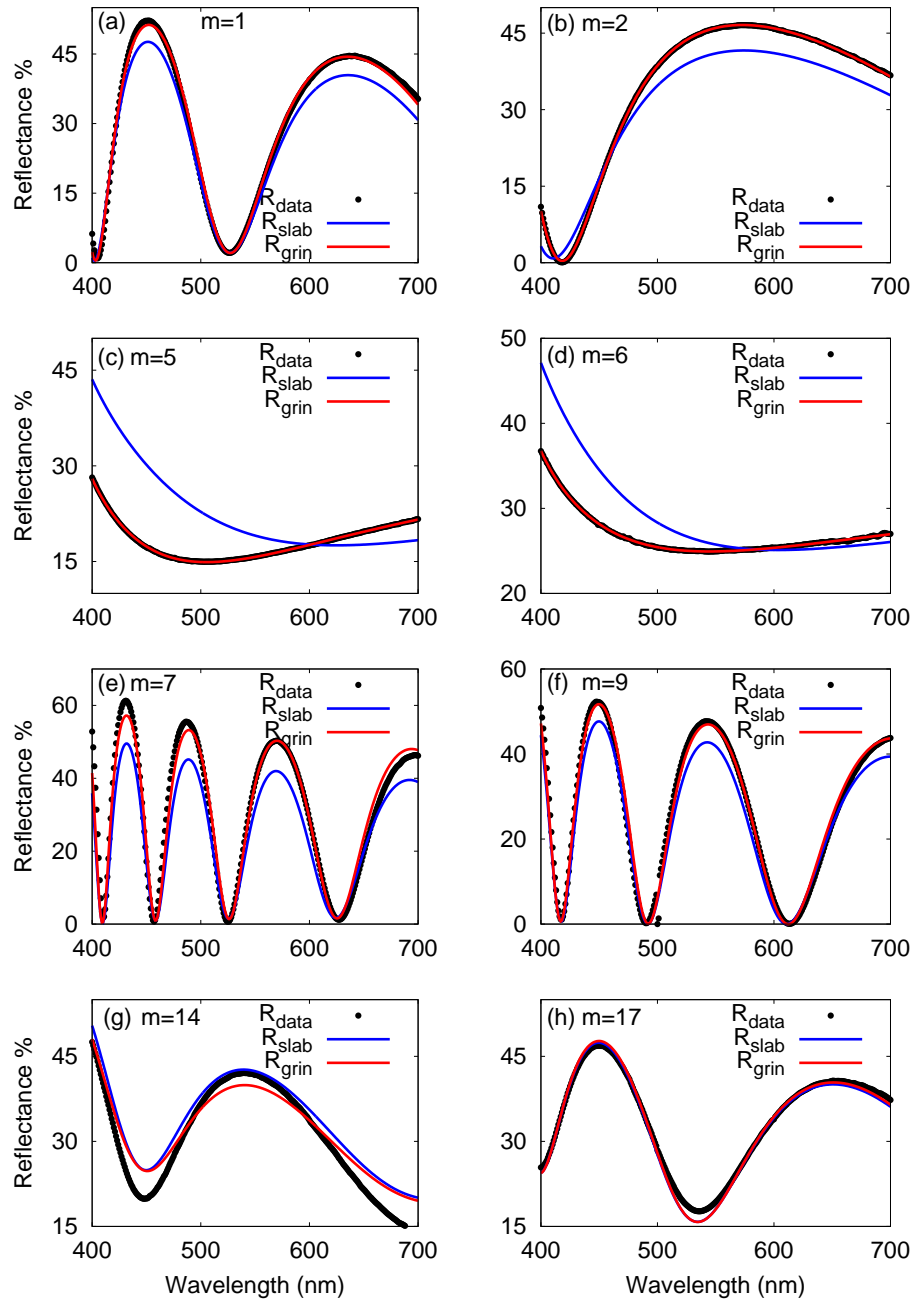 (a) m=1
Reflectance %
45
30
15
0
400 500 600 700
R_data
R_slab
R_grin
(b) m=2
45
30
15
0
400 500 600 700
R_data
R_slab
R_grin
(c) m=5
Reflectance %
45
30
15
400 500 600 700
R_data
R_slab
R_grin
(d) m=6
50
40
30
20
400 500 600 700
R_data
R_slab
R_grin
(e) m=7
Reflectance %
60
40
20
0
400 500 600 700
R_data
R_slab
R_grin
(f) m=9
60
40
20
0
400 500 600 700
R_data
R_slab
R_grin
(g) m=14
Reflectance %
45
30
15
400 500 600 700
Wavelength (nm)
R_data
R_slab
R_grin
(h) m=17
45
30
15
400 500 600 700
Wavelength (nm)
R_data
R_slab
R_grin